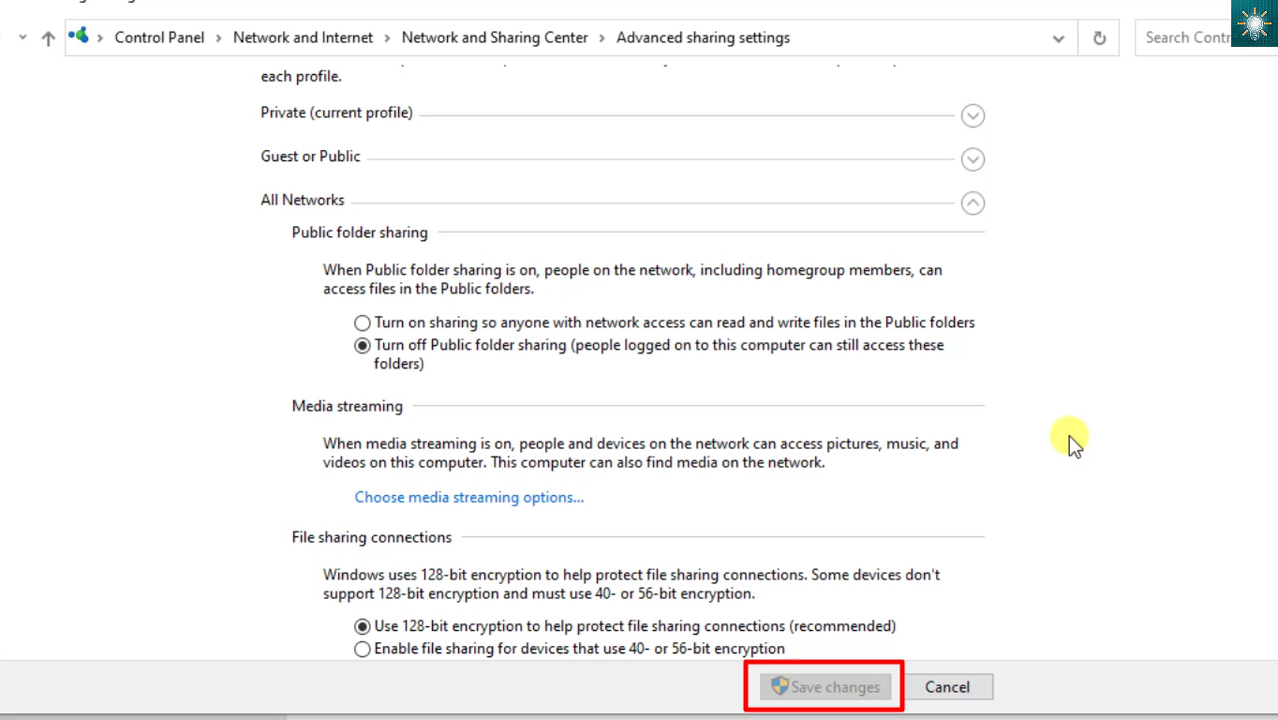 Control Panel > Network and Internet > Network and Sharing Center > Advanced sharing settings
Search Contr
each profile.
Private (current profile)
Guest or Public
All Networks
Public folder sharing
When Public folder sharing is on, people on the network, including homegroup members, can
access files in the Public folders.
Turn on sharing so anyone with network access can read and write files in the Public folders
Turn off Public folder sharing (people logged on to this computer can still access these
folders)
Media streaming
When media streaming is on, people and devices on the network can access pictures, music, and
videos on this computer. This computer can also find media on the network.
Choose media streaming options...
File sharing connections
Windows uses 128-bit encryption to help protect file sharing connections. Some devices don't
support 128-bit encryption and must use 40- or 56-bit encryption.
Use 128-bit encryption to help protect file sharing connections (recommended)
Enable file sharing for devices that use 40- or 56-bit encryption
Save changes
Cancel